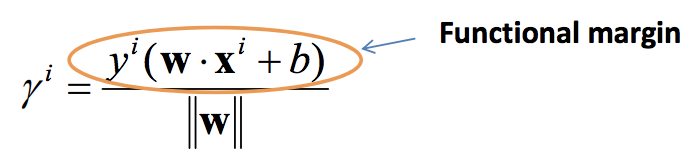 Functional margin
γ^i = y^i(w · x^i + b) / ‖w‖